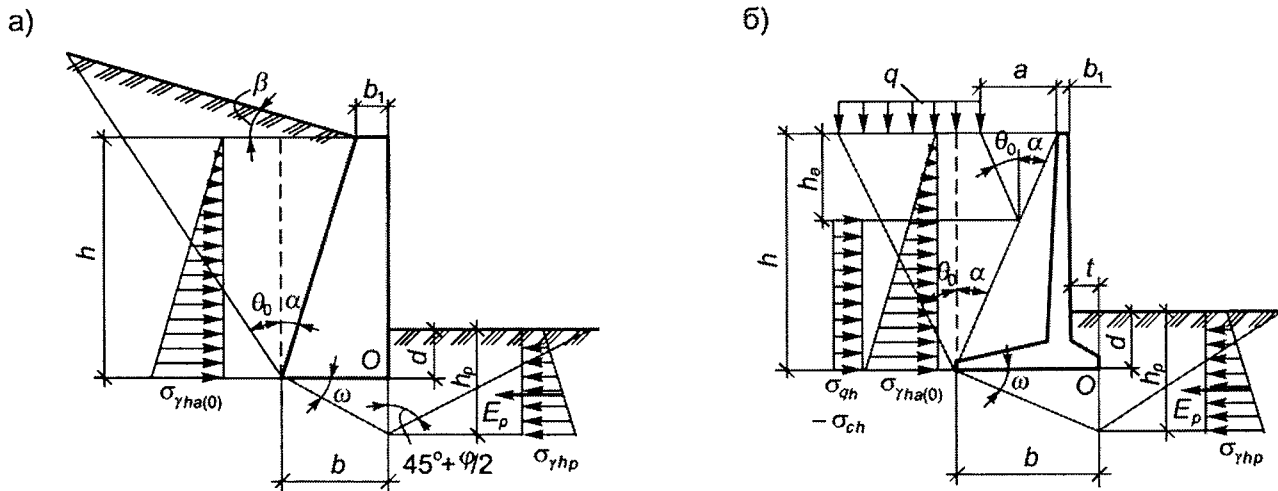 а)
β
b₁
h
θ₀ α
d
hₚ
O
ω
σγha(0)
Eₚ
σγhp
b
45°+ φ/2
б)
q
a
b₁
θ₀ α
hₐ
h
θ₀ α
t
d
hₚ
O
ω
σqh
- σch
σγha(0)
Eₚ
σγhp
b